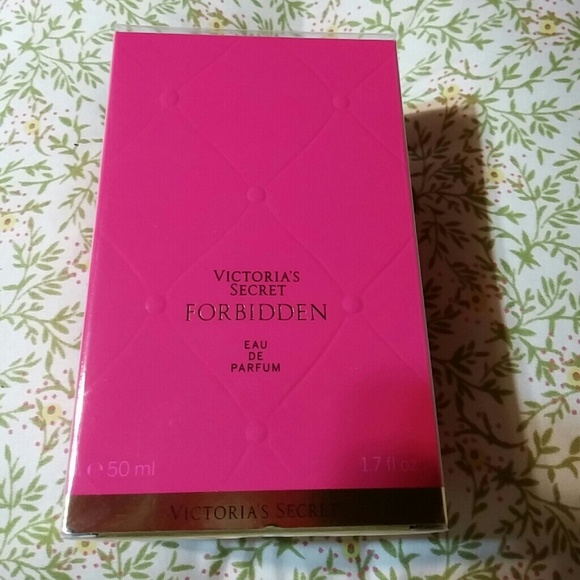 VICTORIA'S
SECRET
FORBIDDEN
EAU
DE
PARFUM
℮ 50 ml 1.7 fl oz
VICTORIA'S SECRET